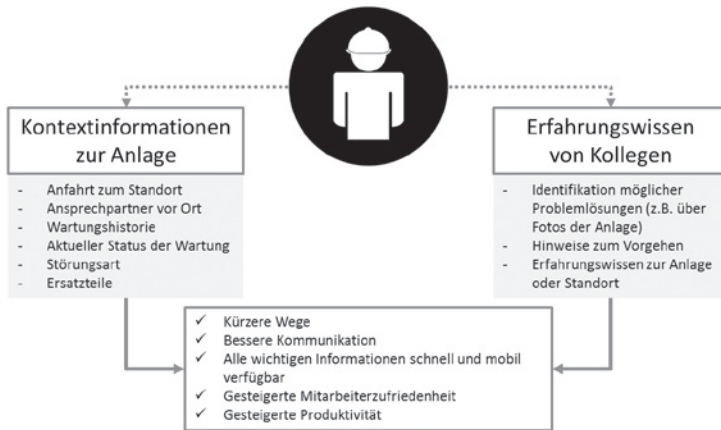 Kontextinformationen
zur Anlage
- Anfahrt zum Standort
- Ansprechpartner vor Ort
- Wartungshistorie
- Aktueller Status der Wartung
- Störungsart
- Ersatzteile
Erfahrungswissen
von Kollegen
- Identifikation möglicher
Problemlösungen (z.B. über
Fotos der Anlage)
- Hinweise zum Vorgehen
- Erfahrungswissen zur Anlage
oder Standort
✓ Kürzere Wege
✓ Bessere Kommunikation
✓ Alle wichtigen Informationen schnell und mobil
verfügbar
✓ Gesteigerte Mitarbeiterzufriedenheit
✓ Gesteigerte Produktivität